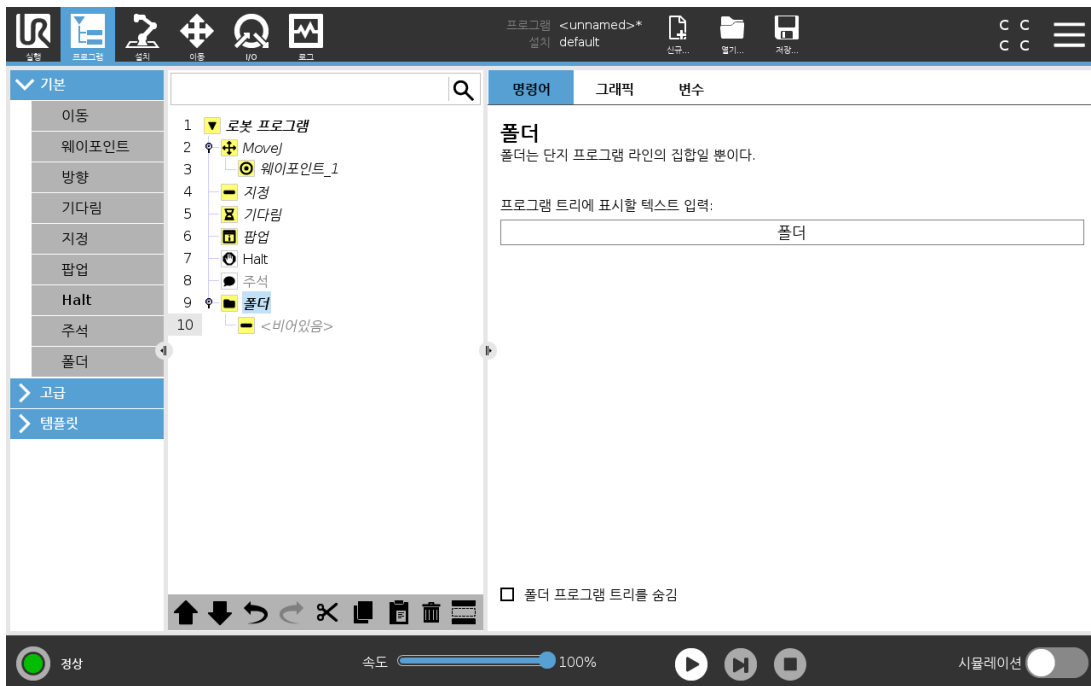 UR
실행
프로그램
설치
이동
I/O
로그
프로그램 <unnamed>*
설치 default
신규...
열기...
저장...
C C
C C
기본
이동
웨이포인트
방향
기다림
지정
팝업
Halt
주석
폴더
고급
템플릿
1 로봇 프로그램
2 MoveJ
3 웨이포인트_1
4 지정
5 기다림
6 팝업
7 Halt
8 주석
9 폴더
10 <비어있음>
명령어 그래픽 변수
폴더
폴더는 단지 프로그램 라인의 집합일 뿐이다.
프로그램 트리에 표시할 텍스트 입력:
폴더
폴더 프로그램 트리를 숨김
정상
속도 100%
시뮬레이션